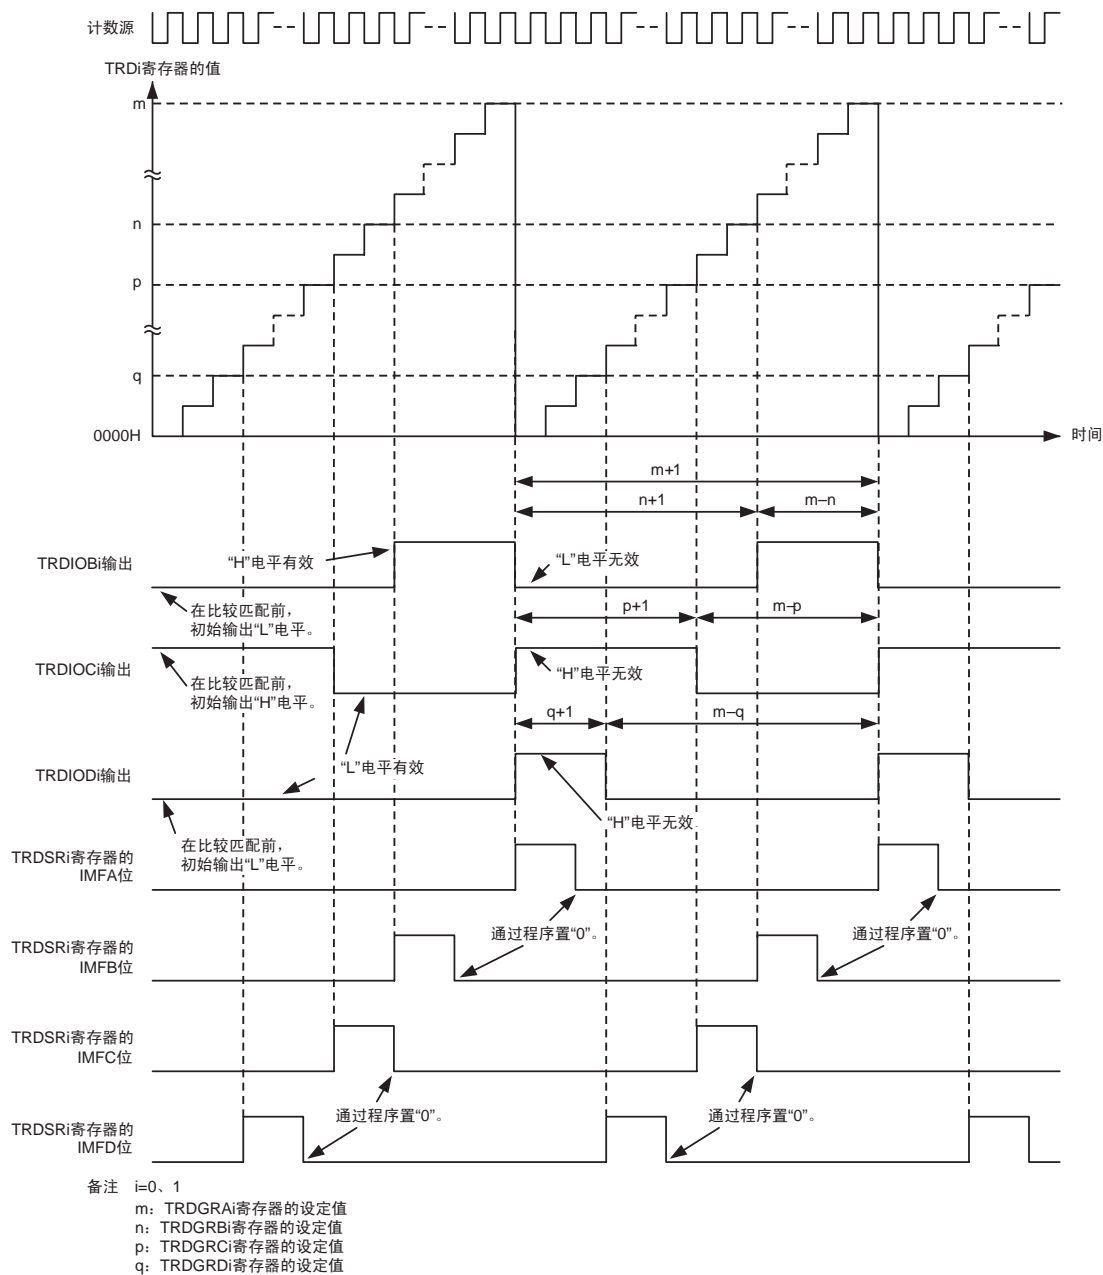 计数源
TRDi寄存器的值
m
n
p
q
0000H
时间
m+1
n+1
m–n
TRDIOBi输出
“H”电平有效
“L”电平无效
在比较匹配前，
初始输出“L”电平。
p+1
m-p
TRDIOCi输出
“H”电平无效
在比较匹配前，
初始输出“H”电平。
q+1
m–q
“L”电平有效
TRDIODi输出
“H”电平无效
在比较匹配前，
初始输出“L”电平。
TRDSRi寄存器的
IMFA位
通过程序置“0”。
通过程序置“0”。
TRDSRi寄存器的
IMFB位
TRDSRi寄存器的
IMFC位
通过程序置“0”。
通过程序置“0”。
TRDSRi寄存器的
IMFD位
备注 i=0、1
m：TRDGRAi寄存器的设定值
n：TRDGRBi寄存器的设定值
p：TRDGRCi寄存器的设定值
q：TRDGRDi寄存器的设定值